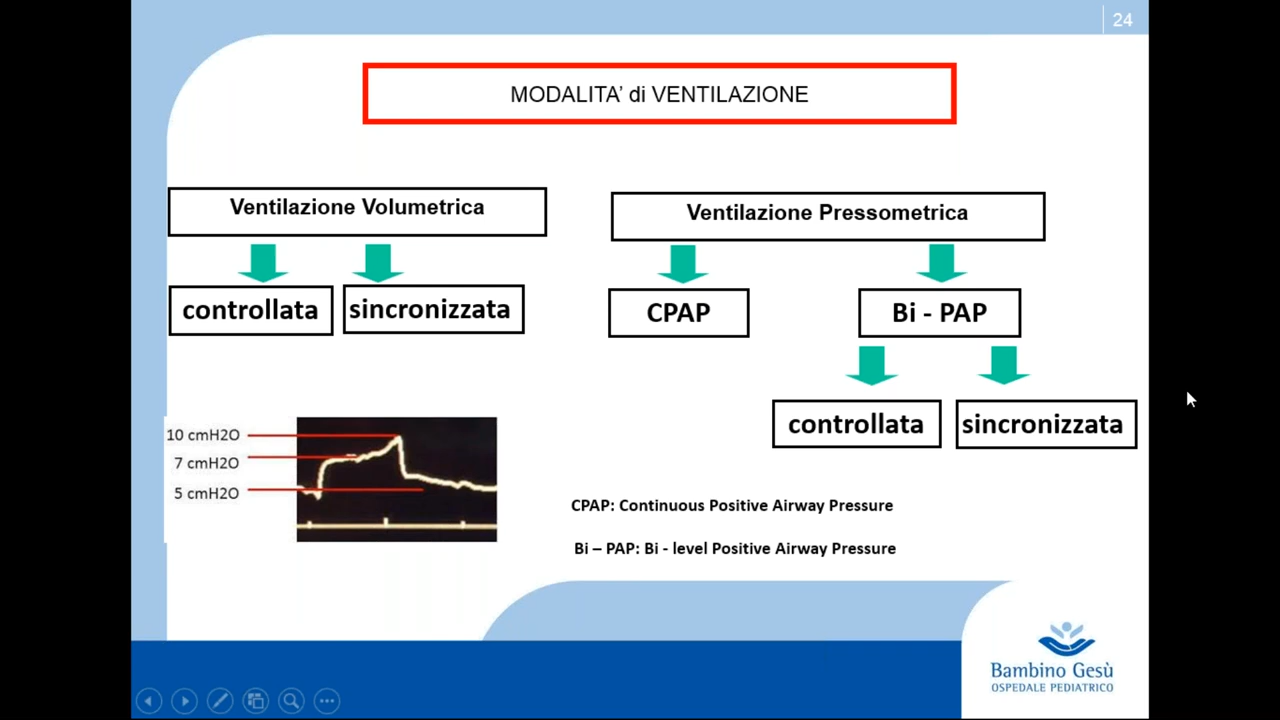 24
MODALITA’ di VENTILAZIONE
Ventilazione Volumetrica
Ventilazione Pressometrica
controllata
sincronizzata
CPAP
Bi - PAP
controllata
sincronizzata
10 cmH2O
7 cmH2O
5 cmH2O
CPAP: Continuous Positive Airway Pressure
Bi – PAP: Bi - level Positive Airway Pressure
Bambino Gesù
OSPEDALE PEDIATRICO